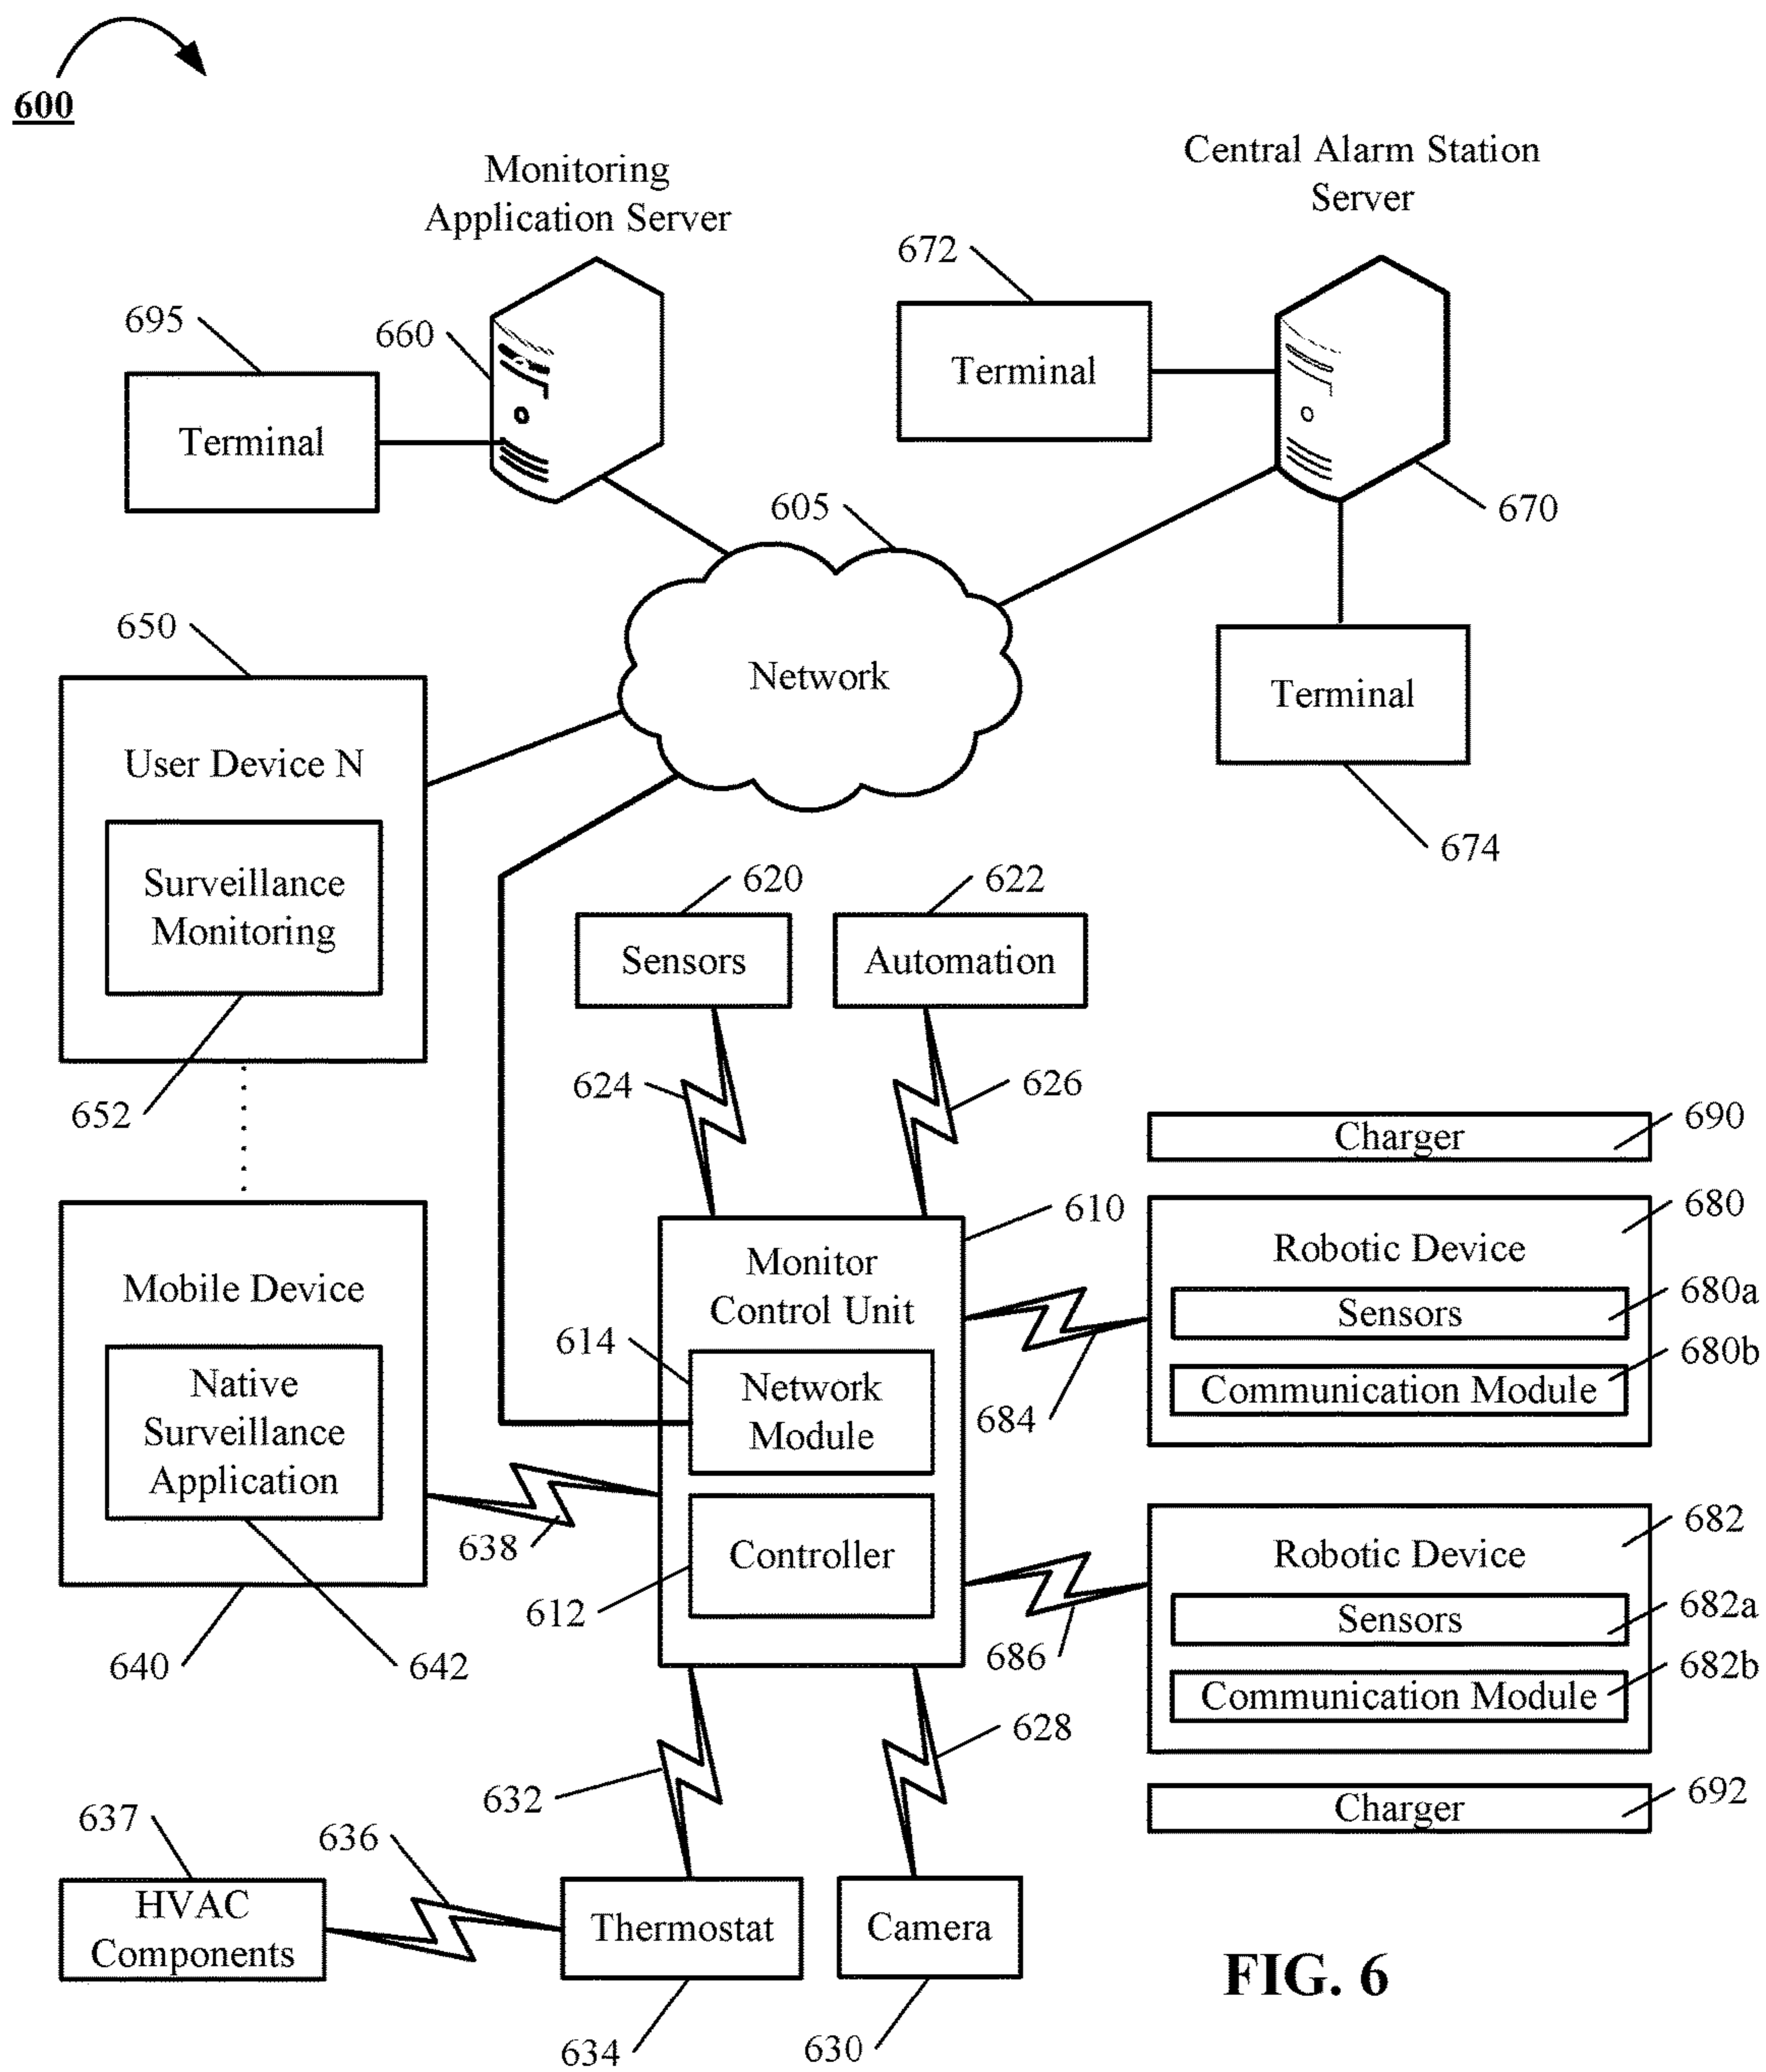 600
Monitoring
Application Server
Central Alarm Station
Server
672
695
660
Terminal
Terminal
605
670
650
Network
Terminal
User Device N
674
Surveillance
Monitoring
620
622
Sensors
Automation
624
626
652
690
Charger
610
680
Mobile Device
Monitor
Control Unit
Robotic Device
680a
Sensors
614
680b
Native
Surveillance
Application
Network
Module
Communication Module
684
638
682
Controller
Robotic Device
612
682a
Sensors
640
642
686
682b
Communication Module
628
632
692
Charger
637
636
HVAC
Components
Thermostat
Camera
FIG. 6
634
630